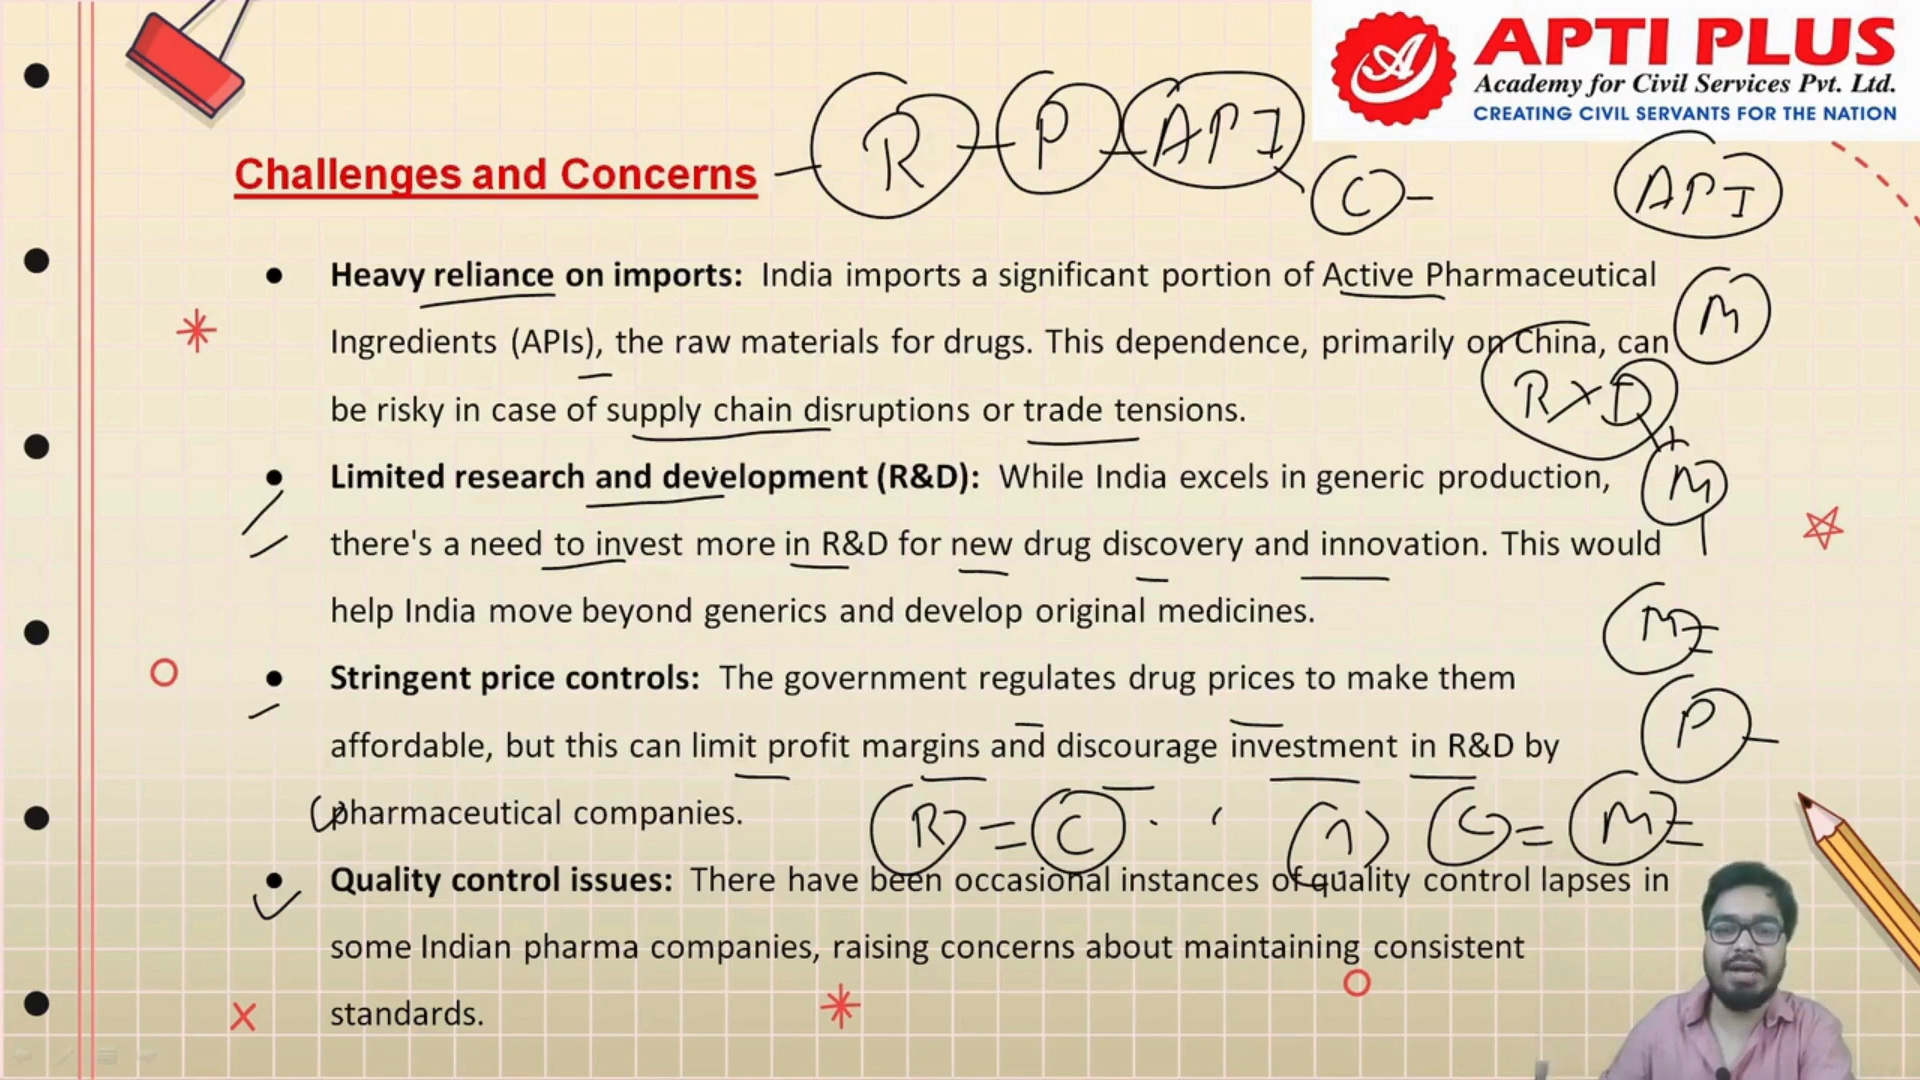 APTI PLUS
Academy for Civil Services Pvt. Ltd.
CREATING CIVIL SERVANTS FOR THE NATION
R P API
C
API
Challenges and Concerns
Heavy reliance on imports: India imports a significant portion of Active Pharmaceutical
M
Ingredients (APIs), the raw materials for drugs. This dependence, primarily on China, can
R D
be risky in case of supply chain disruptions or trade tensions.
Limited research and development (R&D): While India excels in generic production,
M
there's a need to invest more in R&D for new drug discovery and innovation. This would
help India move beyond generics and develop original medicines.
M
Stringent price controls: The government regulates drug prices to make them
P
affordable, but this can limit profit margins and discourage investment in R&D by
pharmaceutical companies.
R = C
M
Quality control issues: There have been occasional instances of quality control lapses in
some Indian pharma companies, raising concerns about maintaining consistent
standards.